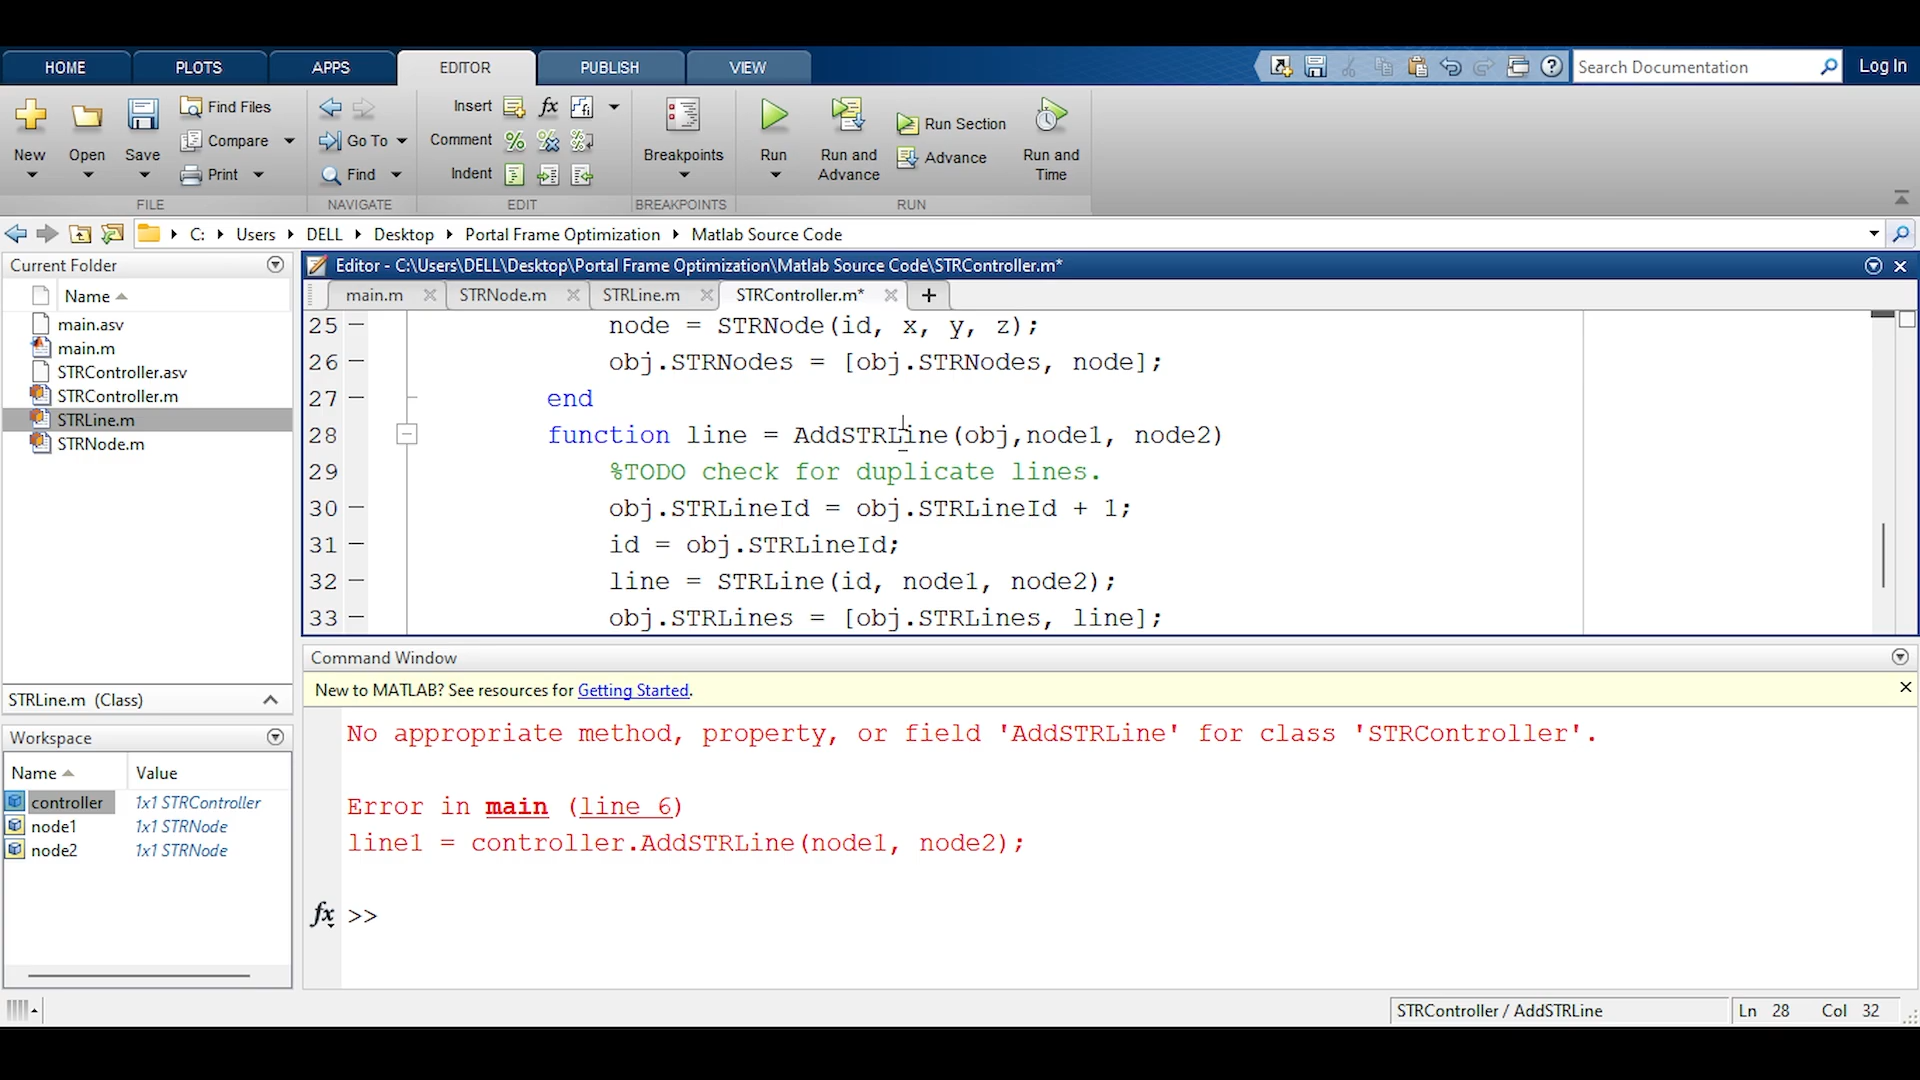 HOME PLOTS APPS EDITOR PUBLISH VIEW Search Documentation Log In
New Open Save Find Files Compare Print
FILE
Go To Find
NAVIGATE
Insert fx
Comment
Indent
EDIT
Breakpoints
BREAKPOINTS
Run Run and Advance Run Section Advance Run and Time
RUN
C: Users DELL Desktop Portal Frame Optimization Matlab Source Code
Current Folder
Name
main.asv
main.m
STRController.asv
STRController.m
STRLine.m
STRNode.m
STRLine.m (Class)
Workspace
Name Value
controller 1x1 STRController
node1 1x1 STRNode
node2 1x1 STRNode
Editor - C:\Users\DELL\Desktop\Portal Frame Optimization\Matlab Source Code\STRController.m*
main.m STRNode.m STRLine.m STRController.m*
25 node = STRNode(id, x, y, z);
26 obj.STRNodes = [obj.STRNodes, node];
27 end
28 function line = AddSTRLine(obj,node1, node2)
29 %TODO check for duplicate lines.
30 obj.STRLineId = obj.STRLineId + 1;
31 id = obj.STRLineId;
32 line = STRLine(id, node1, node2);
33 obj.STRLines = [obj.STRLines, line];
Command Window
New to MATLAB? See resources for Getting Started.
No appropriate method, property, or field 'AddSTRLine' for class 'STRController'.
Error in main (line 6)
line1 = controller.AddSTRLine(node1, node2);
fx >>
STRController / AddSTRLine Ln 28 Col 32